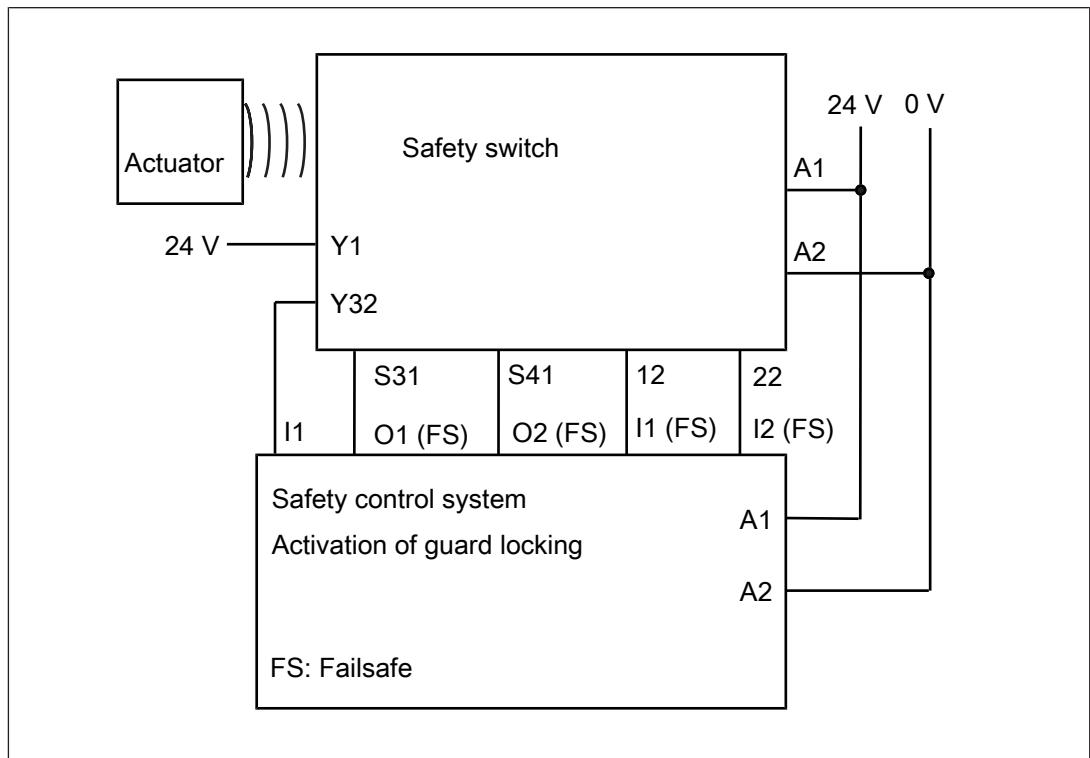 24 V 0 V
Safety switch
Actuator
A1
24 V
Y1
A2
Y32
S31
S41
12
22
I1
O1 (FS)
O2 (FS)
I1 (FS)
I2 (FS)
Safety control system
A1
Activation of guard locking
A2
FS: Failsafe